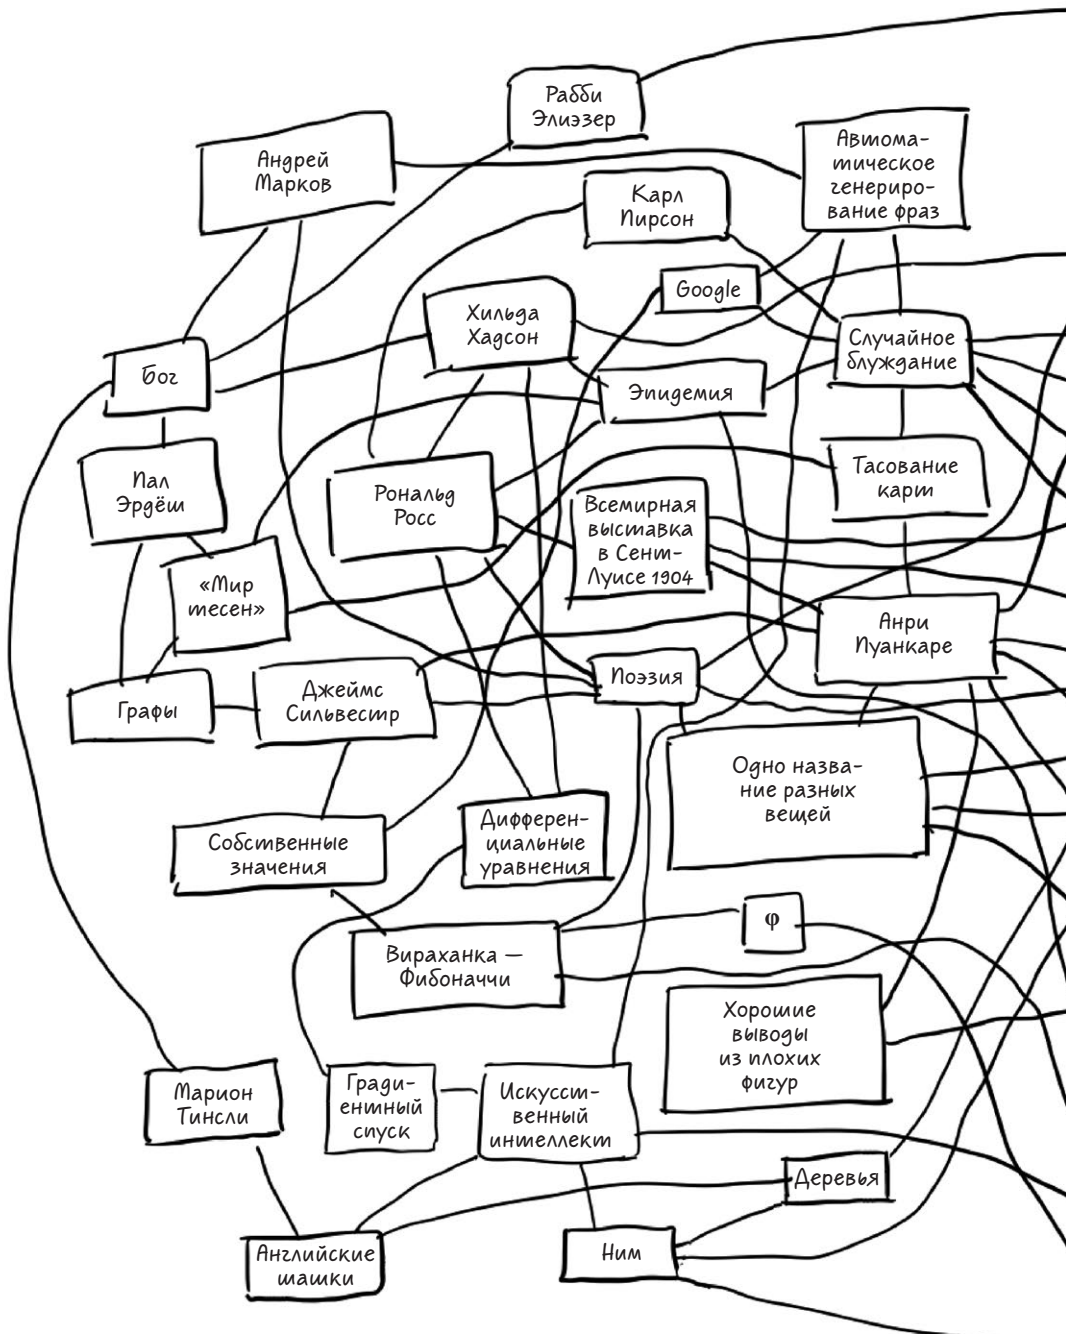 Рабби
Элиэзер
Андрей
Марков
Автома-
тическое
генериро-
вание фраз
Карл
Пирсон
Google
Хильда
Хадсон
Случайное
блуждание
Бог
Эпидемия
Пал
Эрдёш
Рональд
Росс
Всемирная
выставка
в Сент-
Луисе 1904
Тасование
карт
«Мир
тесен»
Анри
Пуанкаре
Графы
Джеймс
Сильвестр
Поэзия
Одно назва-
ние разных
вещей
Собственные
значения
Дифферен-
циальные
уравнения
φ
Вираханка —
Фибоначчи
Хорошие
выводы
из плохих
фигур
Марион
Тинсли
Гради-
ентный
спуск
Искусст-
венный
интеллект
Деревья
Английские
шашки
Ним